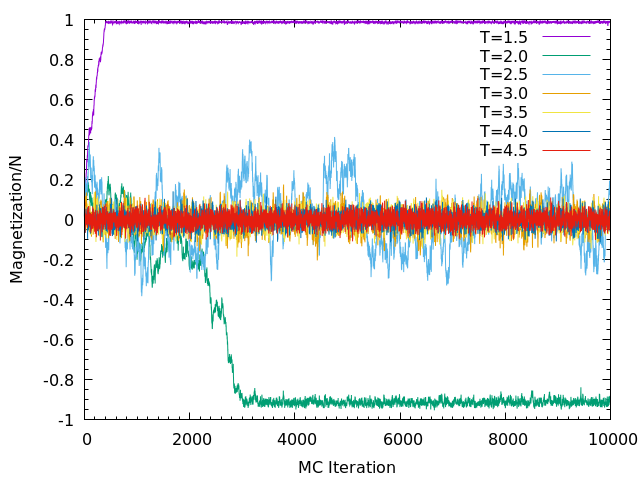 1
0.8
0.6
0.4
0.2
0
-0.2
-0.4
-0.6
-0.8
-1
Magnetization/N
T=1.5
T=2.0
T=2.5
T=3.0
T=3.5
T=4.0
T=4.5
0 2000 4000 6000 8000 10000
MC Iteration